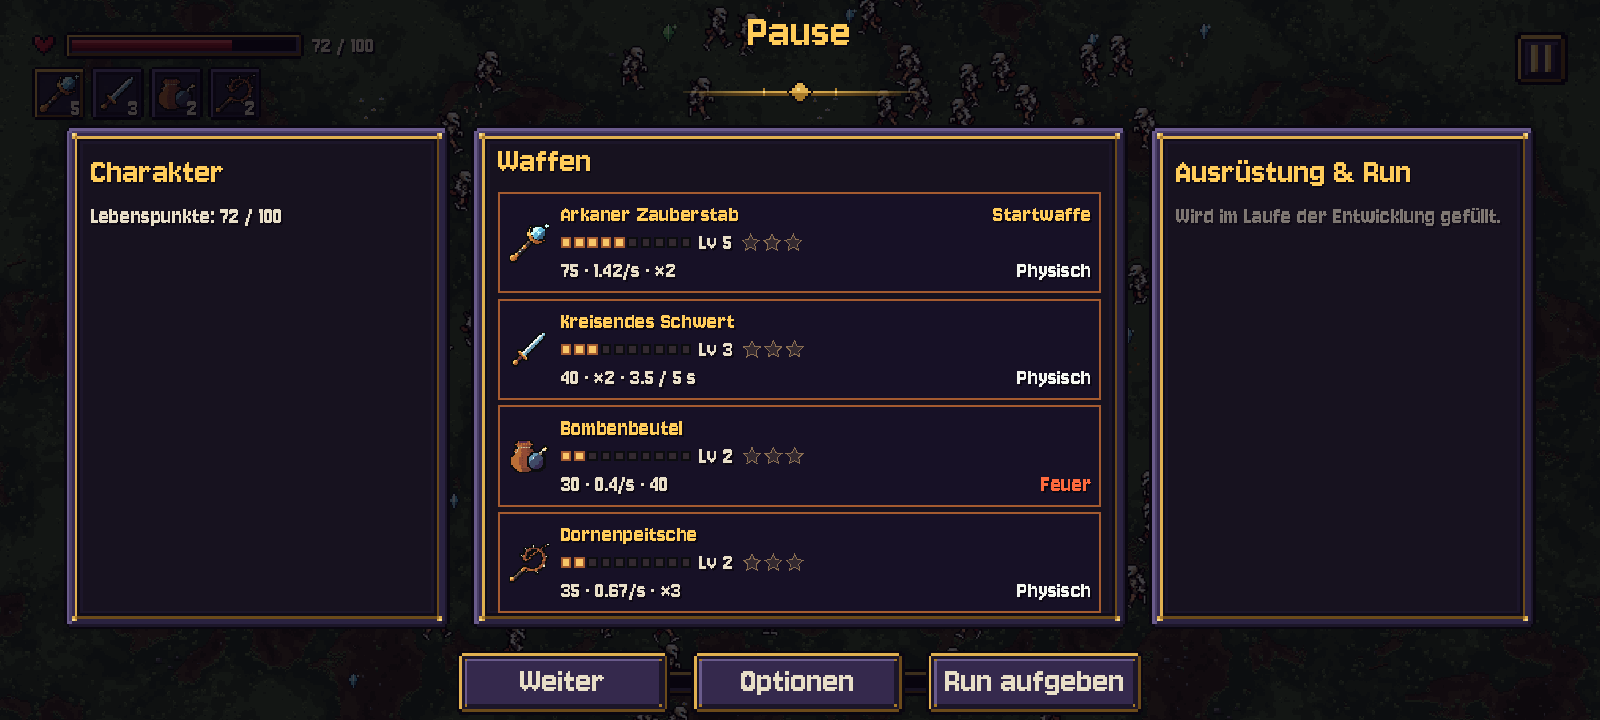 Pause
72 / 100
5 3 2 2
Charakter
Lebenspunkte: 72 / 100
Waffen
Arkaner Zauberstab Startwaffe
Lv 5
75 · 1.42/s · ×2 Physisch
Kreisendes Schwert
Lv 3
40 · ×2 · 3.5 / 5 s Physisch
Bombenbeutel
Lv 2
30 · 0.4/s · 40 Feuer
Dornenpeitsche
Lv 2
35 · 0.67/s · ×3 Physisch
Ausrüstung & Run
Wird im Laufe der Entwicklung gefüllt.
Weiter
Optionen
Run aufgeben